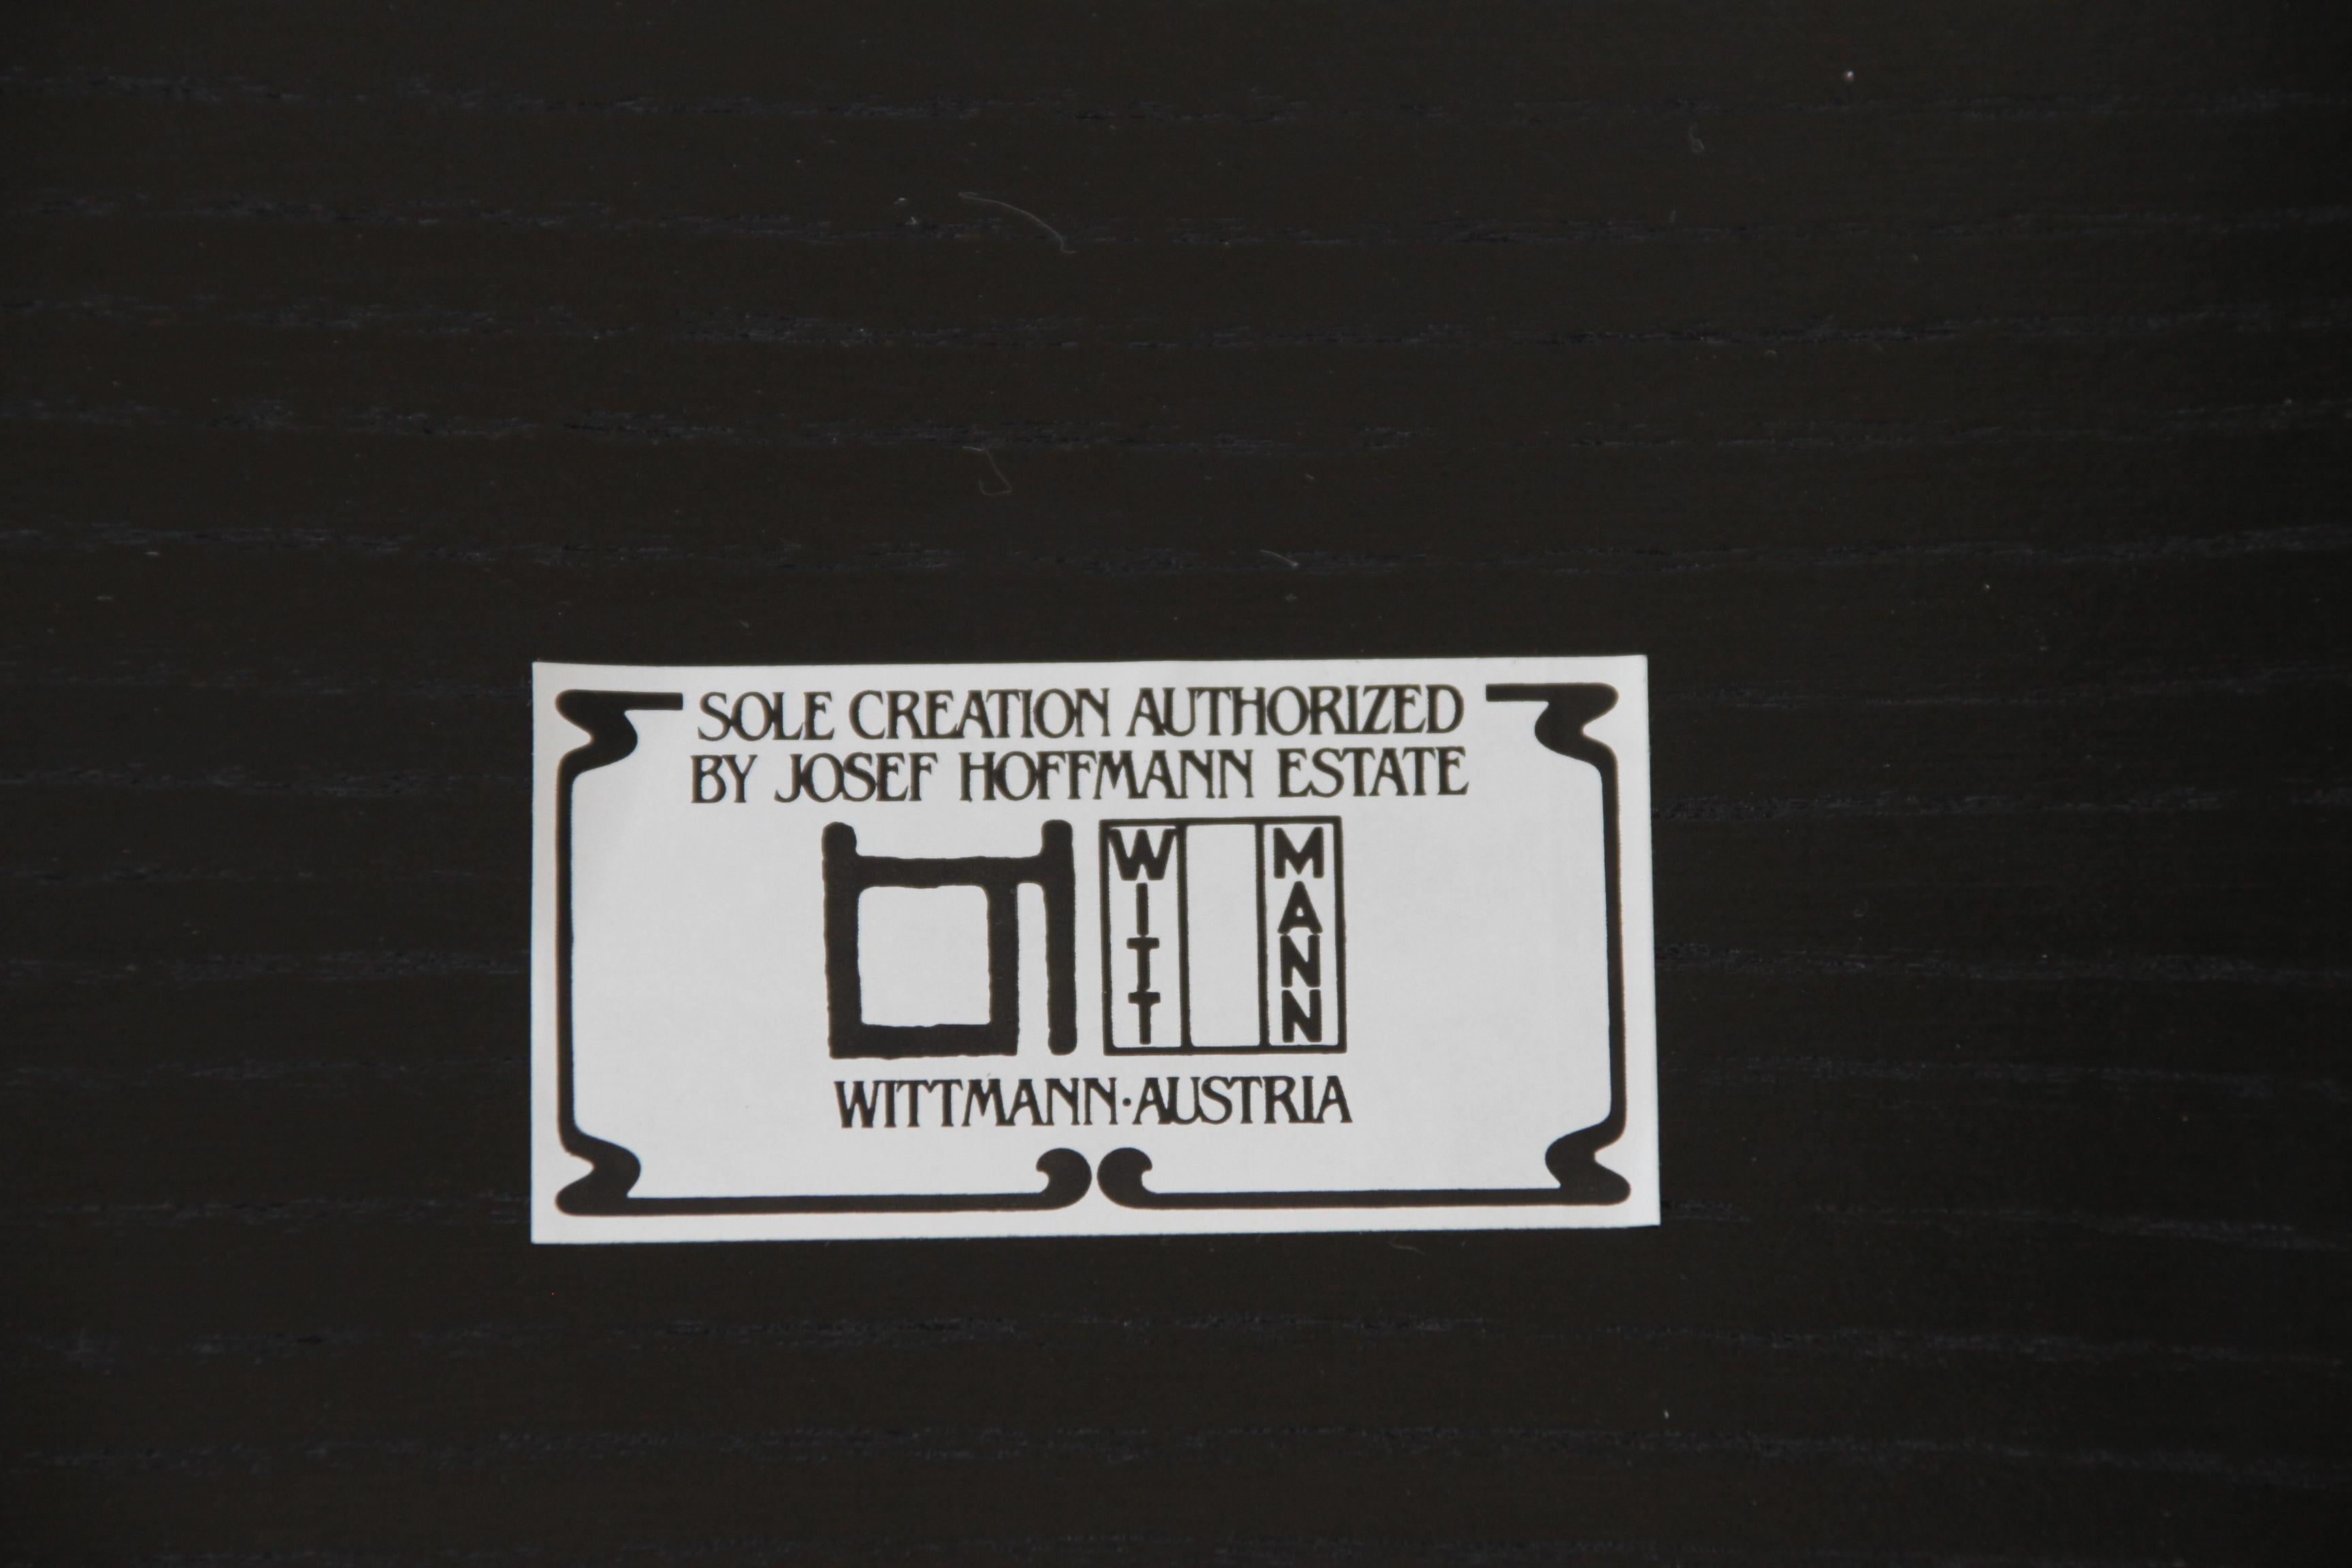 SOLE CREATION AUTHORIZED
BY JOSEF HOFFMANN ESTATE
WITT MANN
WITTMANN·AUSTRIA